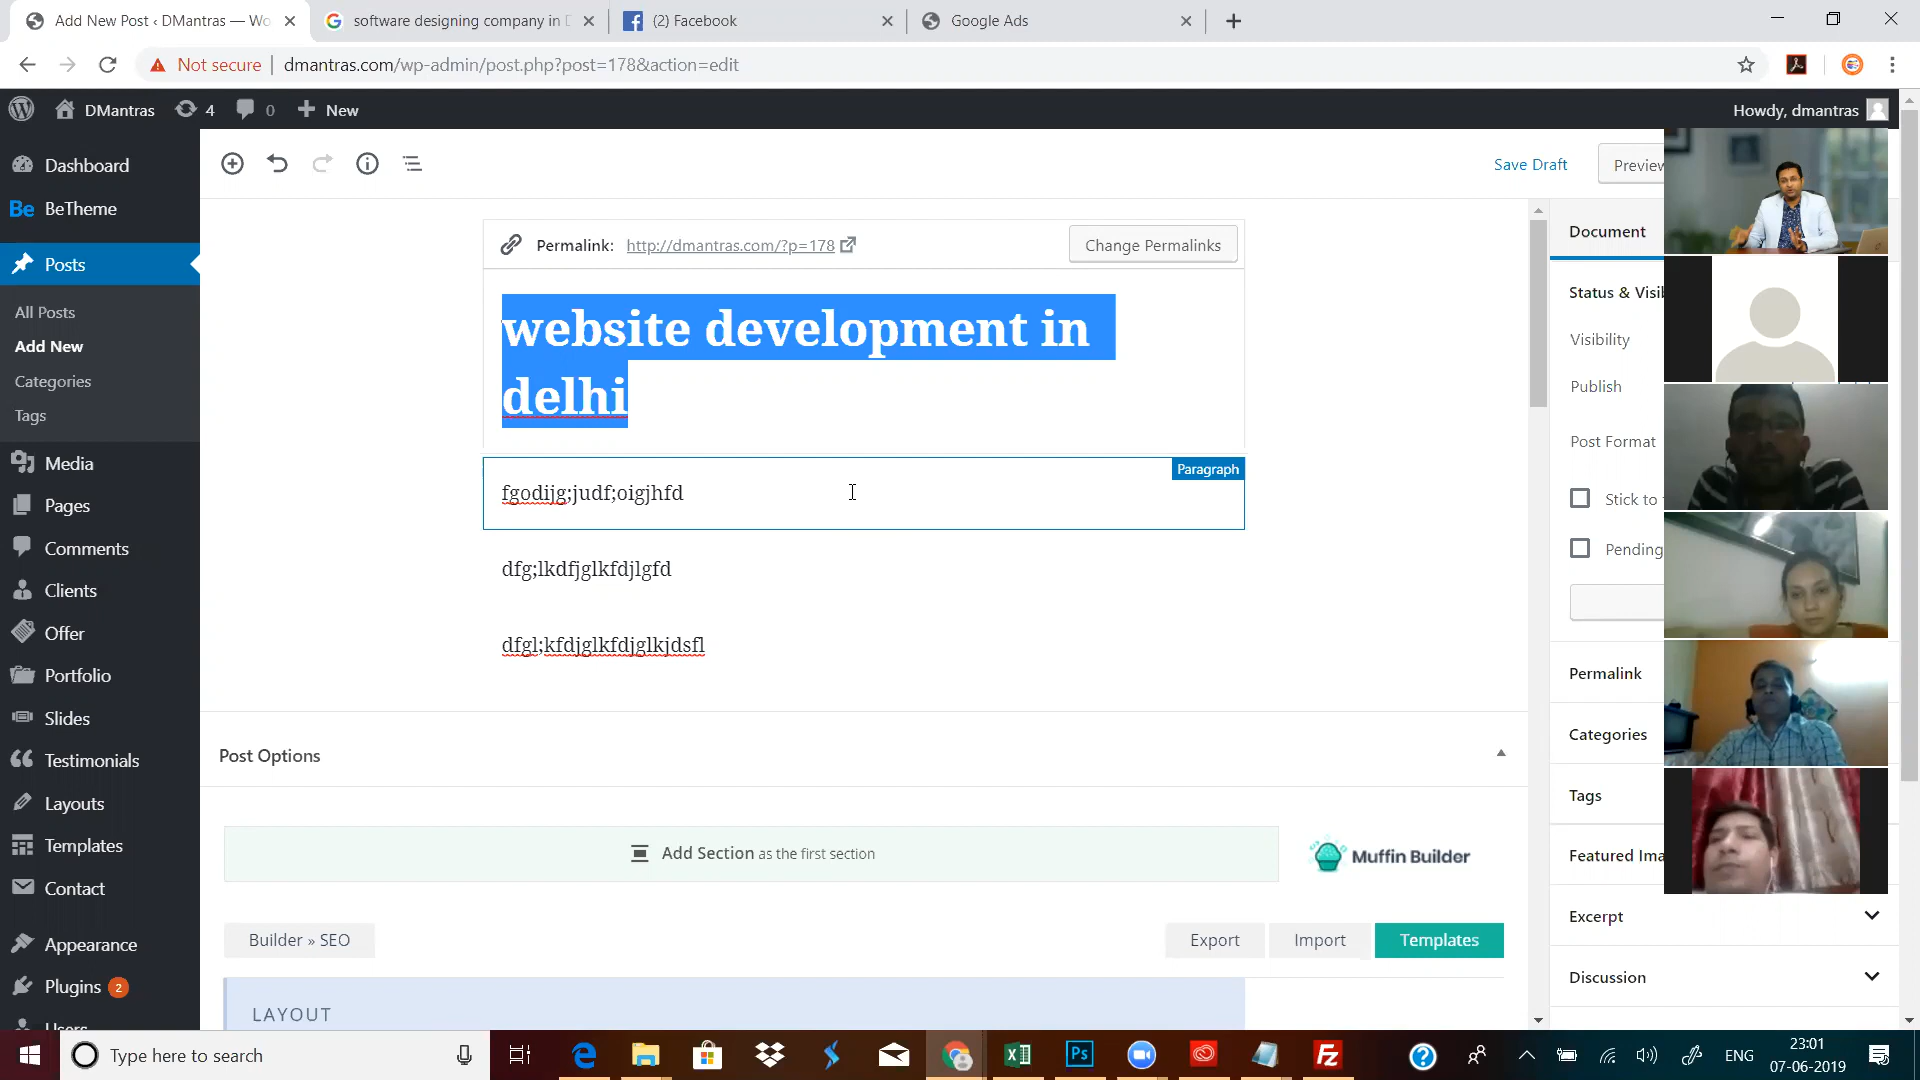 Add New Post ‹ DMantras — Wo
software designing company in D
(2) Facebook
Google Ads
Not secure
dmantras.com/wp-admin/post.php?post=178&action=edit
DMantras
4
0
New
Howdy, dmantras
Dashboard
Be
BeTheme
Posts
All Posts
Add New
Categories
Tags
Media
Pages
Comments
Clients
Offer
Portfolio
Slides
Testimonials
Layouts
Templates
Contact
Appearance
Plugins 2
Users
Save Draft
Preview
Permalink: http://dmantras.com/?p=178
Change Permalinks
website development in
delhi
Paragraph
fgodijg;judf;oigjhfd
dfg;lkdfjglkfdjlgfd
dfgl;kfdjglkfdjglkjdsfl
Post Options
Add Section as the first section
Muffin Builder
Builder » SEO
Export
Import
Templates
LAYOUT
Document
Status & Visi
Visibility
Publish
Post Format
Stick to
Pending
Permalink
Categories
Tags
Featured Ima
Excerpt
Discussion
Type here to search
Ps
ENG
23:01
07-06-2019